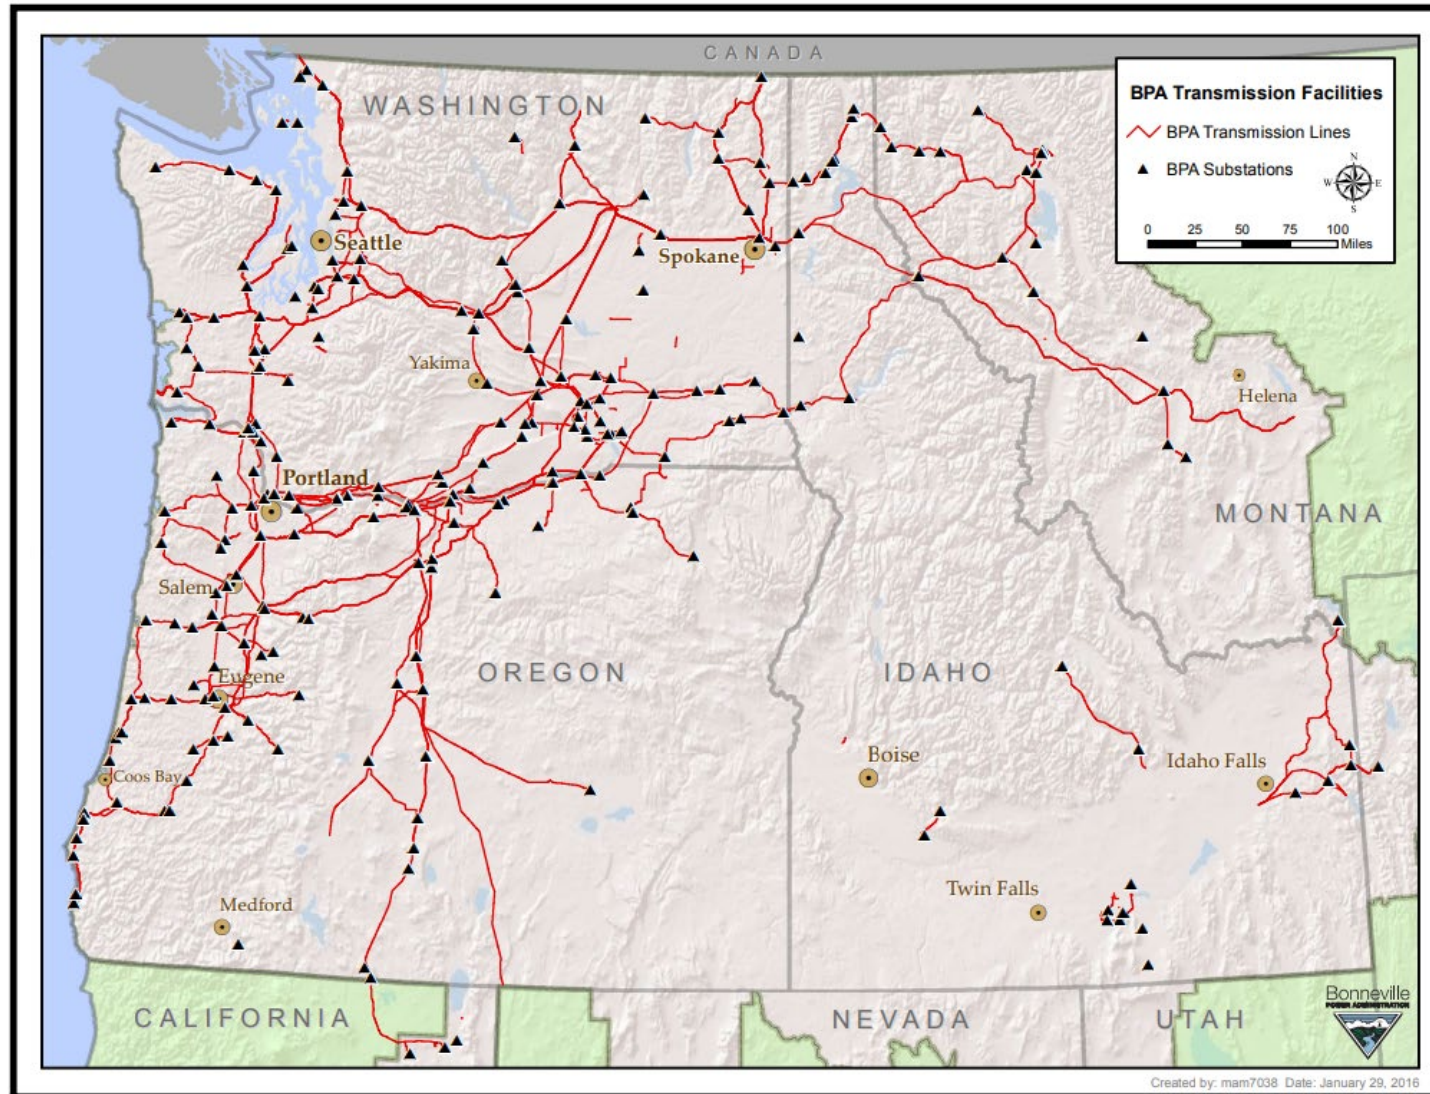 CANADA
WASHINGTON
BPA Transmission Facilities
BPA Transmission Lines
BPA Substations
N
W E
S
0 25 50 75 100
Miles
Seattle
Spokane
Yakima
Helena
Portland
MONTANA
Salem
OREGON
IDAHO
Eugene
Boise
Idaho Falls
Coos Bay
Twin Falls
Medford
CALIFORNIA
NEVADA
UTAH
Bonneville
POWER ADMINISTRATION
Created by: mam7038 Date: January 29, 2016